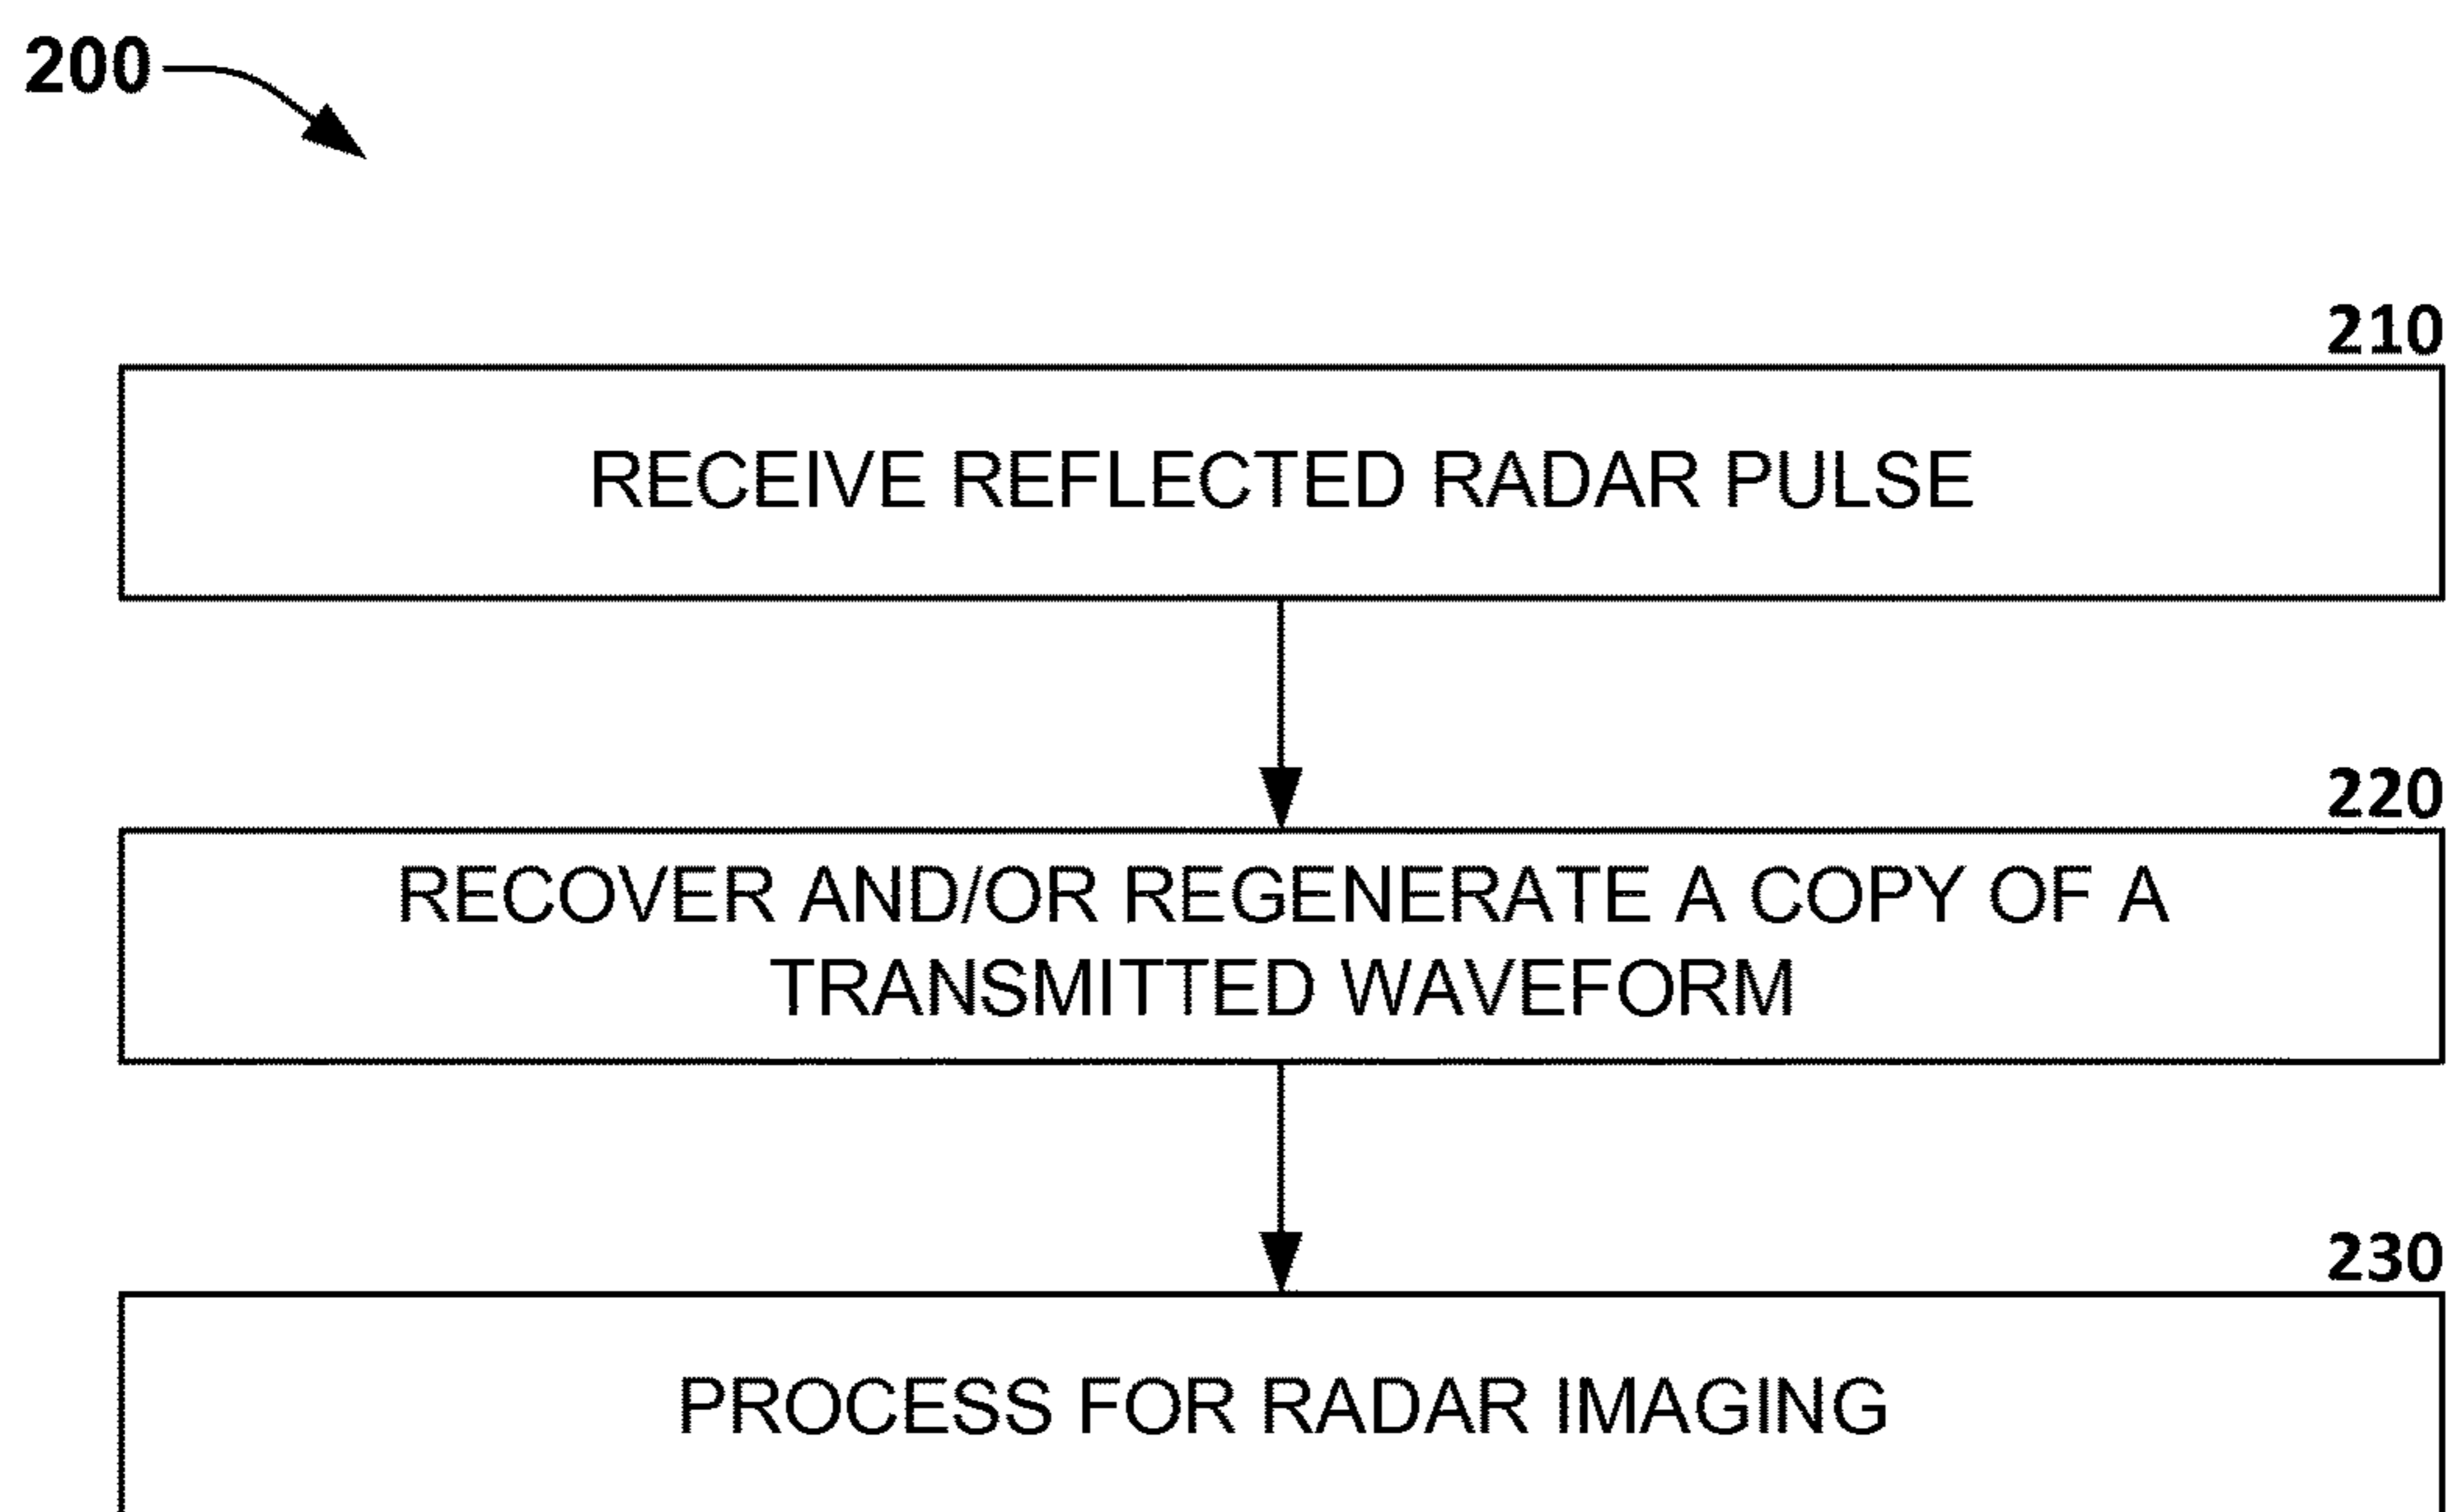 200
210
RECEIVE REFLECTED RADAR PULSE
220
RECOVER AND/OR REGENERATE A COPY OF A
TRANSMITTED WAVEFORM
230
PROCESS FOR RADAR IMAGING